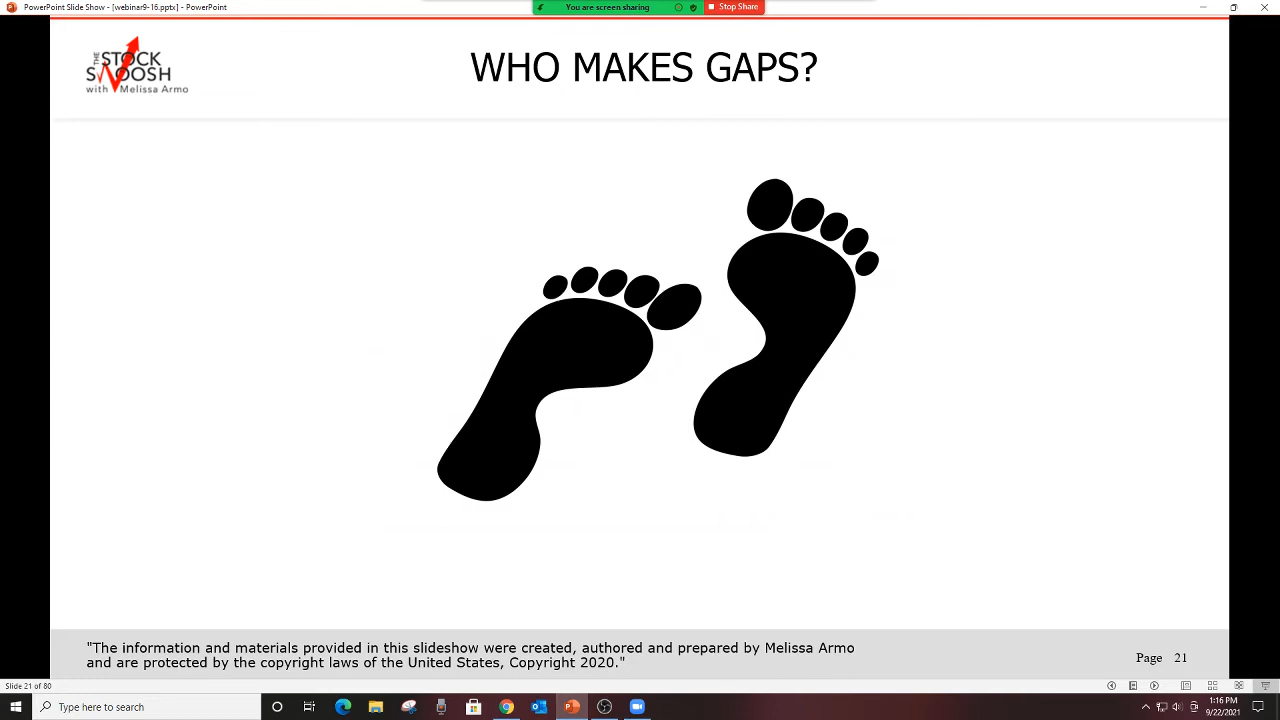 PowerPoint Slide Show - [webinar9-16.pptx] - PowerPoint
You are screen sharing
Stop Share
THE
STOCK
SWOOSH
with Melissa Armo
WHO MAKES GAPS?
"The information and materials provided in this slideshow were created, authored and prepared by Melissa Armo
and are protected by the copyright laws of the United States, Copyright 2020."
Page 21
Slide 21 of 80
Type here to search
1:16 PM
9/22/2021